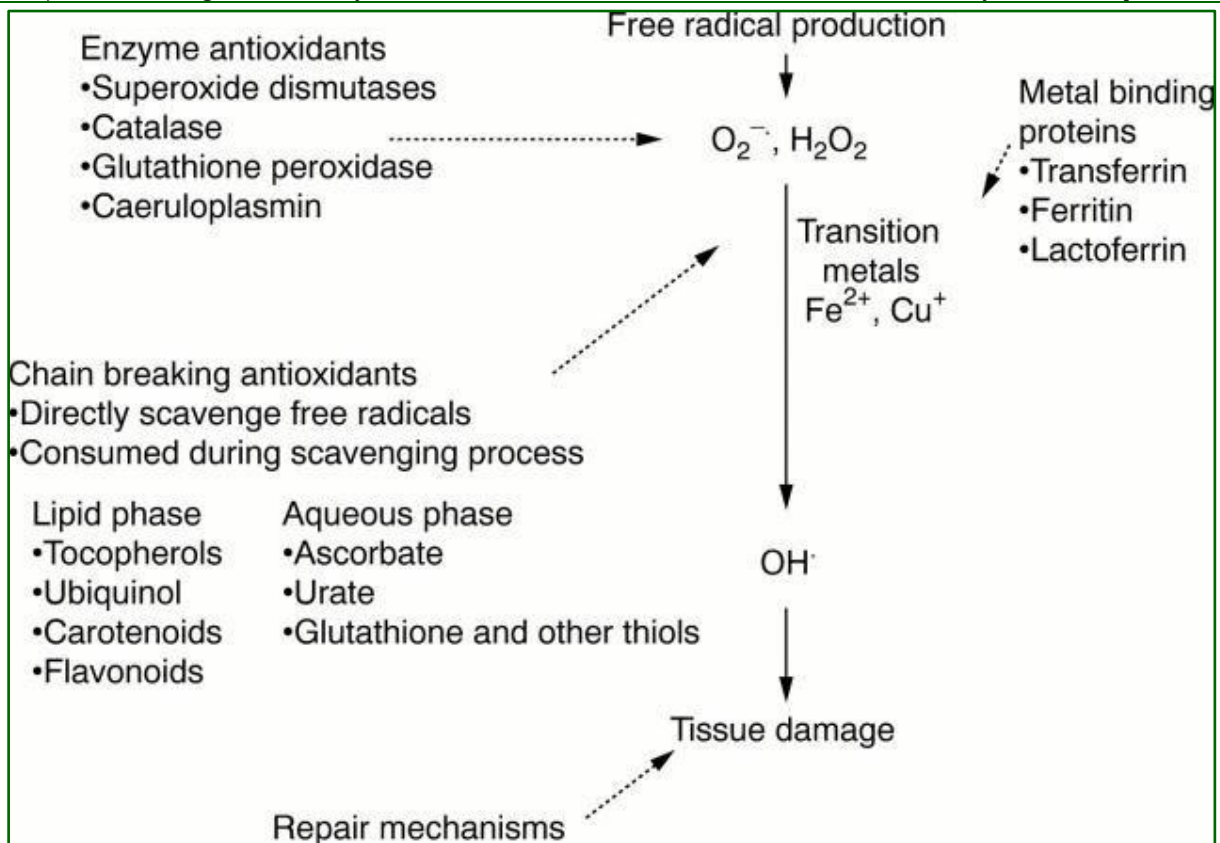 Free radical production
Enzyme antioxidants
•Superoxide dismutases
•Catalase
•Glutathione peroxidase
•Caeruloplasmin
O₂⁻·, H₂O₂
Metal binding
proteins
•Transferrin
•Ferritin
•Lactoferrin
Transition
metals
Fe²⁺, Cu⁺
Chain breaking antioxidants
•Directly scavenge free radicals
•Consumed during scavenging process
Lipid phase
•Tocopherols
•Ubiquinol
•Carotenoids
•Flavonoids
Aqueous phase
•Ascorbate
•Urate
•Glutathione and other thiols
OH·
Tissue damage
Repair mechanisms